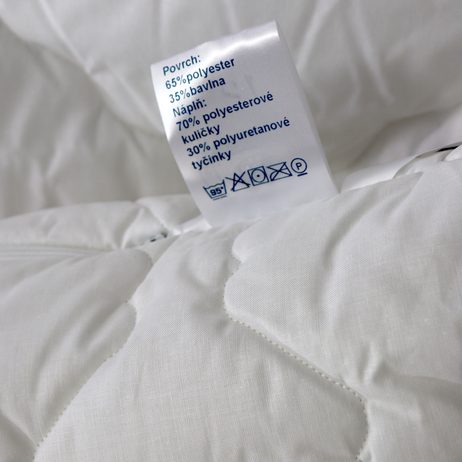 Povrch:
65%polyester
35%bavlna
Náplň:
70% polyesterové
kuličky
30% polyuretanové
tyčinky
95°
P